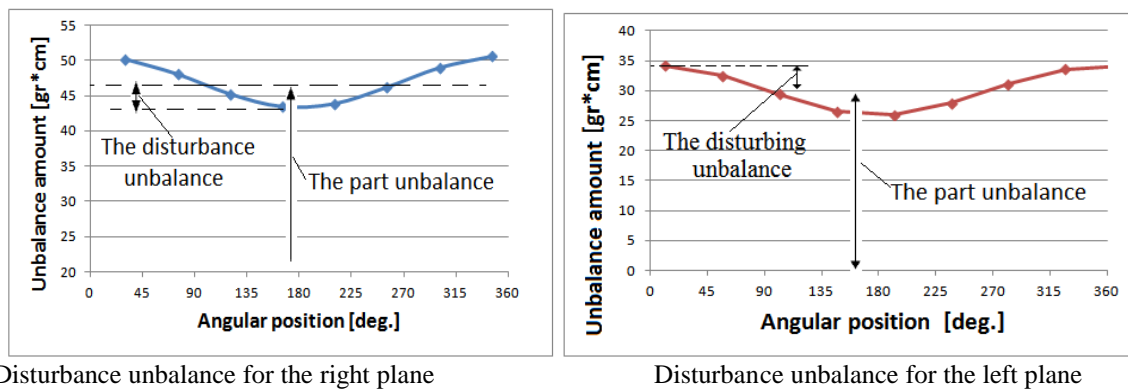 55
50
45
40
35
30
25
20
Unbalance amount [gr*cm]
The disturbance
unbalance
The part unbalance
0 45 90 135 180 225 270 315 360
Angular position [deg.]
40
35
30
25
20
15
10
5
0
Unbalance amount [gr*cm]
The disturbing
unbalance
The part unbalance
0 45 90 135 180 225 270 315 360
Angular position [deg.]
Disturbance unbalance for the right plane
Disturbance unbalance for the left plane